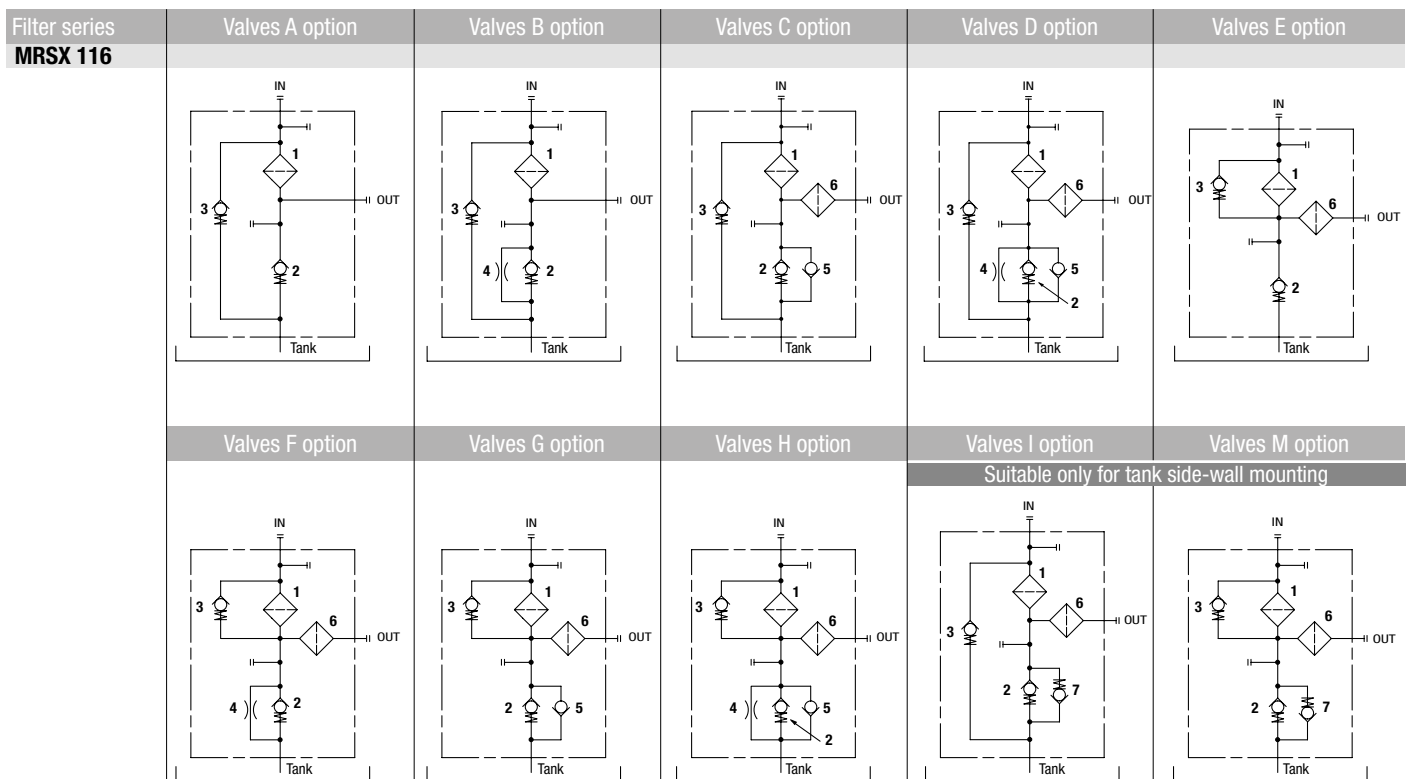 Filter series Valves A option Valves B option Valves C option Valves D option Valves E option
MRSX 116
IN IN IN IN IN
1 1 1 1 1
6 6 3 6
3 OUT 3 OUT 3 OUT 3 OUT OUT
2 4 2 2 5 4 5 2
2
Tank Tank Tank Tank Tank
Valves F option Valves G option Valves H option Valves I option Valves M option
Suitable only for tank side-wall mounting
IN IN IN IN IN
1 1 1 1 1
3 6 3 6 3 6 6 3 6
OUT OUT OUT 3 OUT OUT
4 2 2 5 4 5 2 7 2 7
2
Tank Tank Tank Tank Tank